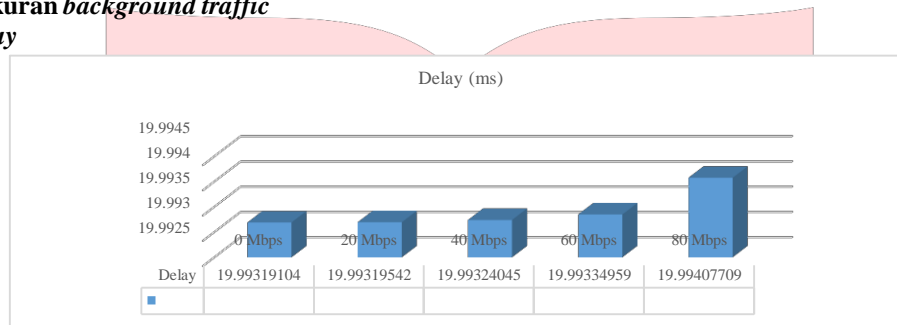 kuran background traffic
ay
Delay (ms)
19.9945
19.994
19.9935
19.993
19.9925
0 Mbps 20 Mbps 40 Mbps 60 Mbps 80 Mbps
Delay 19.99319104 19.99319542 19.99324045 19.99334959 19.99407709